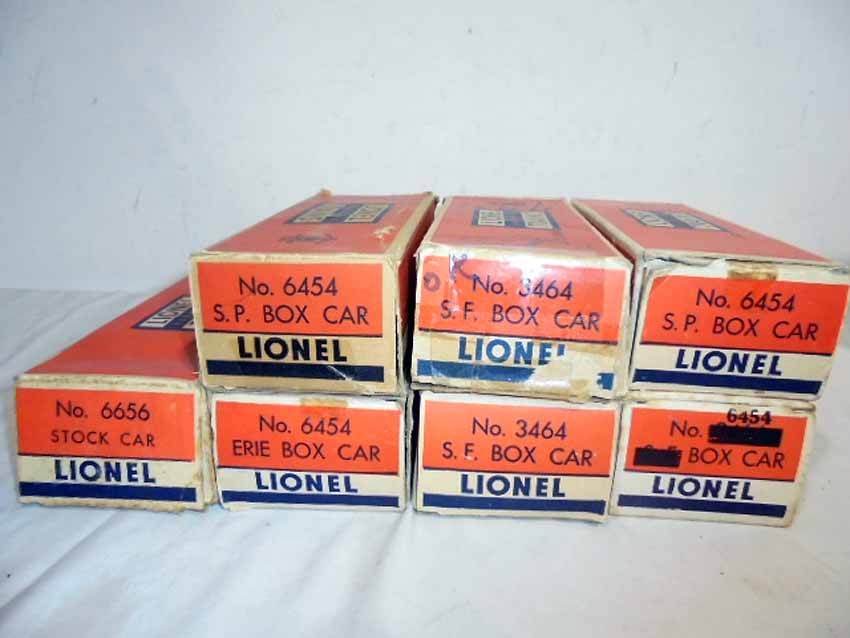 No. 6454
S. P. BOX CAR
LIONEL
No. 3464
S. F. BOX CAR
LIONEL
No. 6454
S. P. BOX CAR
LIONEL
No. 6656
STOCK CAR
LIONEL
No. 6454
ERIE BOX CAR
LIONEL
No. 3464
S. F. BOX CAR
LIONEL
6454
No.
BOX CAR
LIONEL